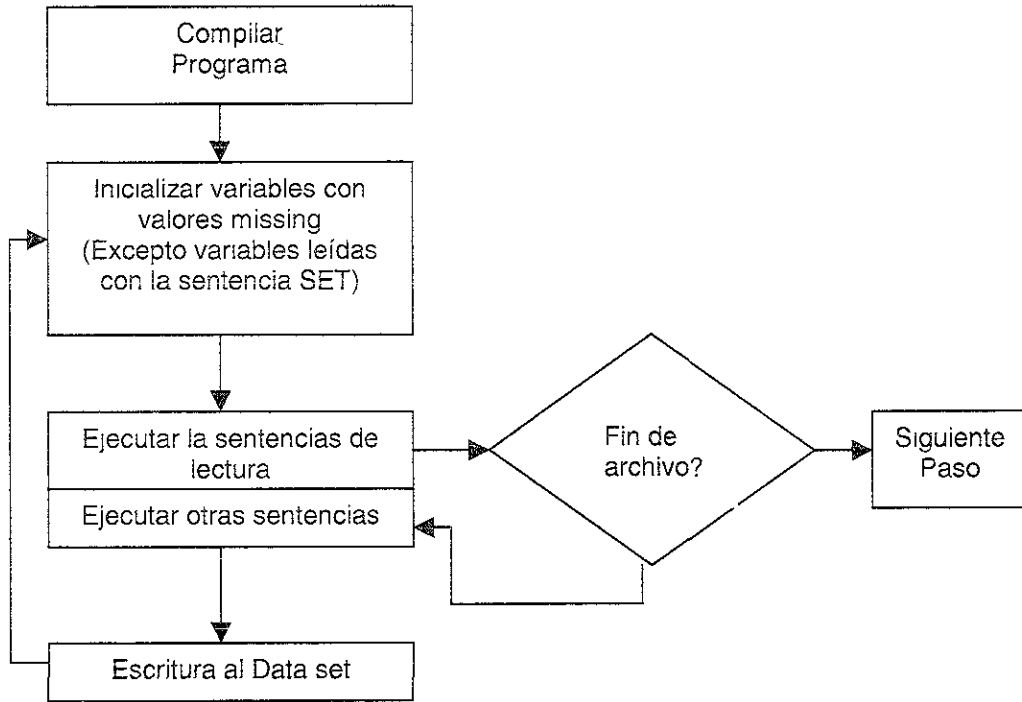 Compilar
Programa
Inicializar variables con
valores missing
(Excepto variables leídas
con la sentencia SET)
Ejecutar la sentencias de
lectura
Fin de
archivo?
Siguiente
Paso
Ejecutar otras sentencias
Escritura al Data set